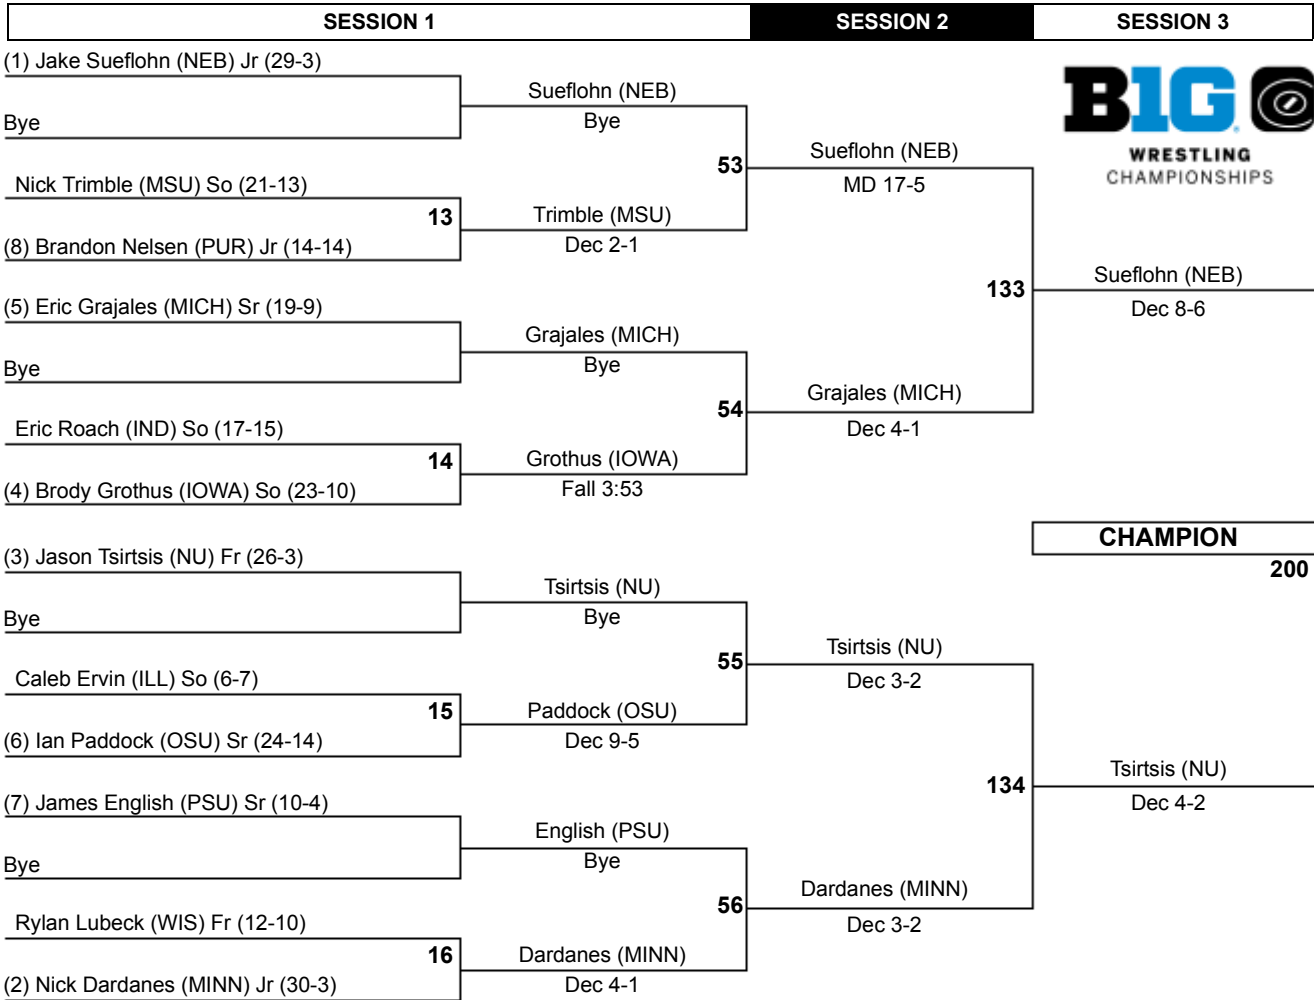 SESSION 1 SESSION 2 SESSION 3
(1) Jake Sueflohn (NEB) Jr (29-3)
Sueflohn (NEB)
Bye
Bye
Sueflohn (NEB)
53
MD 17-5
Nick Trimble (MSU) So (21-13)
13
Trimble (MSU)
Dec 2-1
(8) Brandon Nelsen (PUR) Jr (14-14)
B1G
WRESTLING
CHAMPIONSHIPS
Sueflohn (NEB)
133
Dec 8-6
(5) Eric Grajales (MICH) Sr (19-9)
Grajales (MICH)
Bye
Bye
Grajales (MICH)
54
Dec 4-1
Eric Roach (IND) So (17-15)
14
Grothus (IOWA)
Fall 3:53
(4) Brody Grothus (IOWA) So (23-10)
CHAMPION
200
(3) Jason Tsirtsis (NU) Fr (26-3)
Tsirtsis (NU)
Bye
Bye
Tsirtsis (NU)
55
Dec 3-2
Caleb Ervin (ILL) So (6-7)
15
Paddock (OSU)
Dec 9-5
(6) Ian Paddock (OSU) Sr (24-14)
Tsirtsis (NU)
134
Dec 4-2
(7) James English (PSU) Sr (10-4)
English (PSU)
Bye
Bye
Dardanes (MINN)
56
Dec 3-2
Rylan Lubeck (WIS) Fr (12-10)
16
Dardanes (MINN)
Dec 4-1
(2) Nick Dardanes (MINN) Jr (30-3)